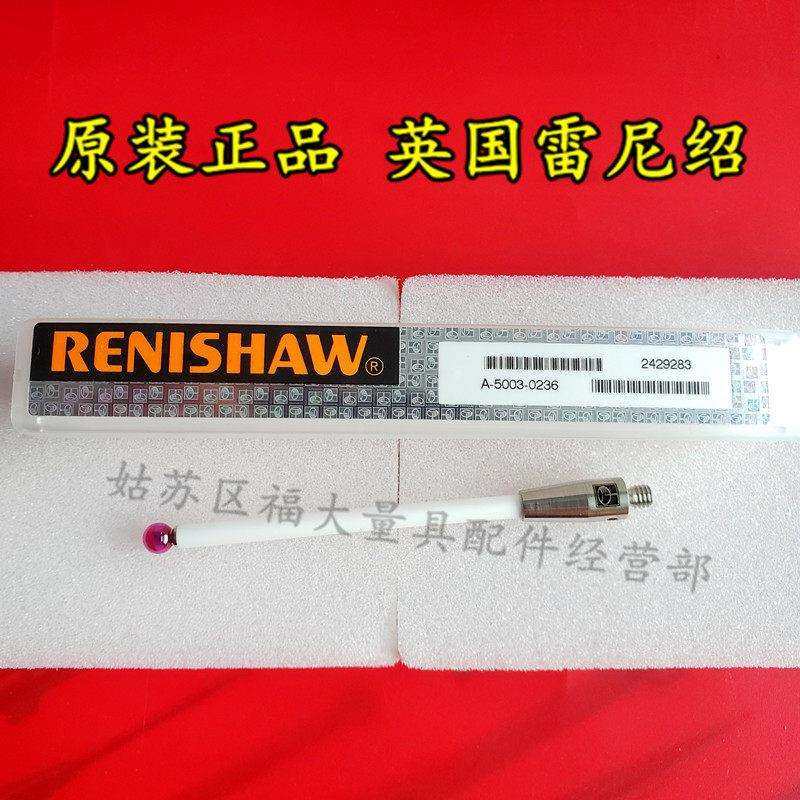 原装正品 英国雷尼绍
RENISHAW®
2429283
A-5003-0236
姑苏区福大量具配件经营部